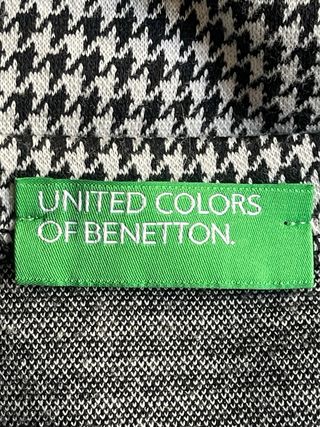 UNITED COLORS
OF BENETTON.